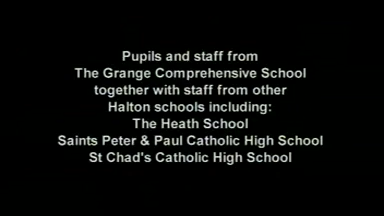 Pupils and staff from
The Grange Comprehensive School
together with staff from other
Halton schools including:
The Heath School
Saints Peter & Paul Catholic High School
St Chad's Catholic High School